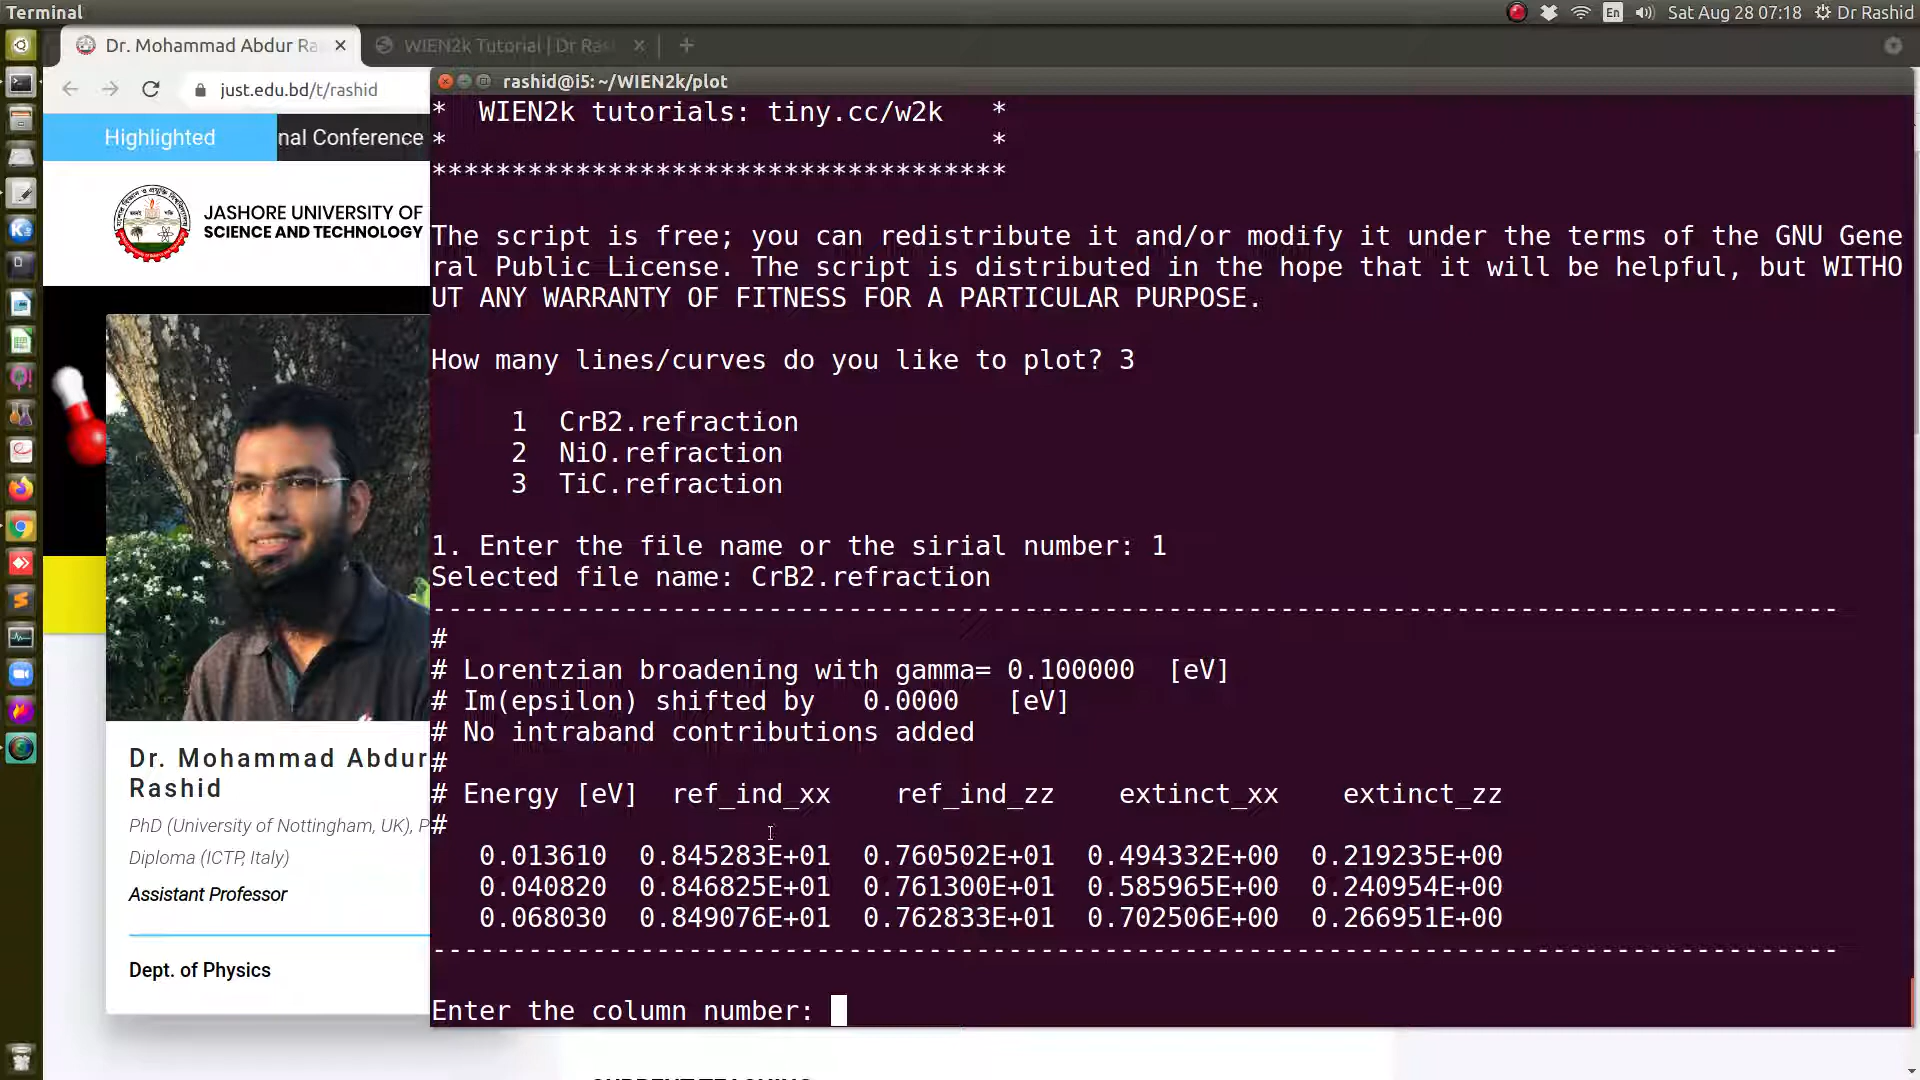 Terminal
En
Sat Aug 28 07:18
Dr Rashid
Dr. Mohammad Abdur Ra
WIEN2k Tutorial | Dr Ras
just.edu.bd/t/rashid
rashid@i5: ~/WIEN2k/plot
Highlighted
nal Conference
JASHORE UNIVERSITY OF
SCIENCE AND TECHNOLOGY
Dr. Mohammad Abdur
Rashid
PhD (University of Nottingham, UK), P
Diploma (ICTP, Italy)
Assistant Professor
Dept. of Physics
*  WIEN2k tutorials: tiny.cc/w2k   *
*                                  *
************************************
The script is free; you can redistribute it and/or modify it under the terms of the GNU Gene
ral Public License. The script is distributed in the hope that it will be helpful, but WITHO
UT ANY WARRANTY OF FITNESS FOR A PARTICULAR PURPOSE.
How many lines/curves do you like to plot? 3
1  CrB2.refraction
2  NiO.refraction
3  TiC.refraction
1. Enter the file name or the sirial number: 1
Selected file name: CrB2.refraction
----------------------------------------------------------------------------------------
#
# Lorentzian broadening with gamma= 0.100000  [eV]
# Im(epsilon) shifted by   0.0000   [eV]
# No intraband contributions added
#
# Energy [eV]  ref_ind_xx    ref_ind_zz    extinct_xx    extinct_zz
#
0.013610  0.845283E+01  0.760502E+01  0.494332E+00  0.219235E+00
0.040820  0.846825E+01  0.761300E+01  0.585965E+00  0.240954E+00
0.068030  0.849076E+01  0.762833E+01  0.702506E+00  0.266951E+00
----------------------------------------------------------------------------------------
Enter the column number: